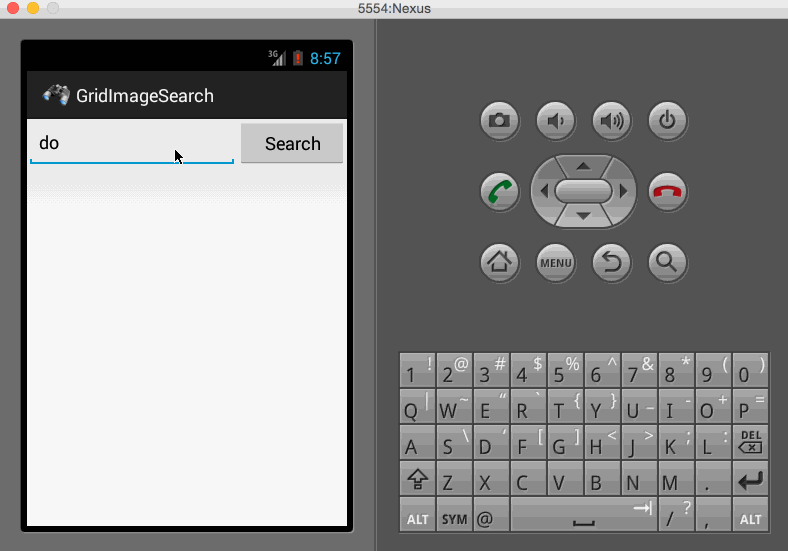 5554:Nexus
3G 8:57
GridImageSearch
do Search
MENU
1 ! 2 @ 3 # 4 $ 5 % 6 ^ 7 & 8 * 9 ( 0 )
Q | W ~ E “ R ` T { Y } U _ I - O + P =
A S \ D ‘ F [ G ] H < J > K ; L : DEL
Z X C V B N M .
ALT SYM @ / ? , ALT